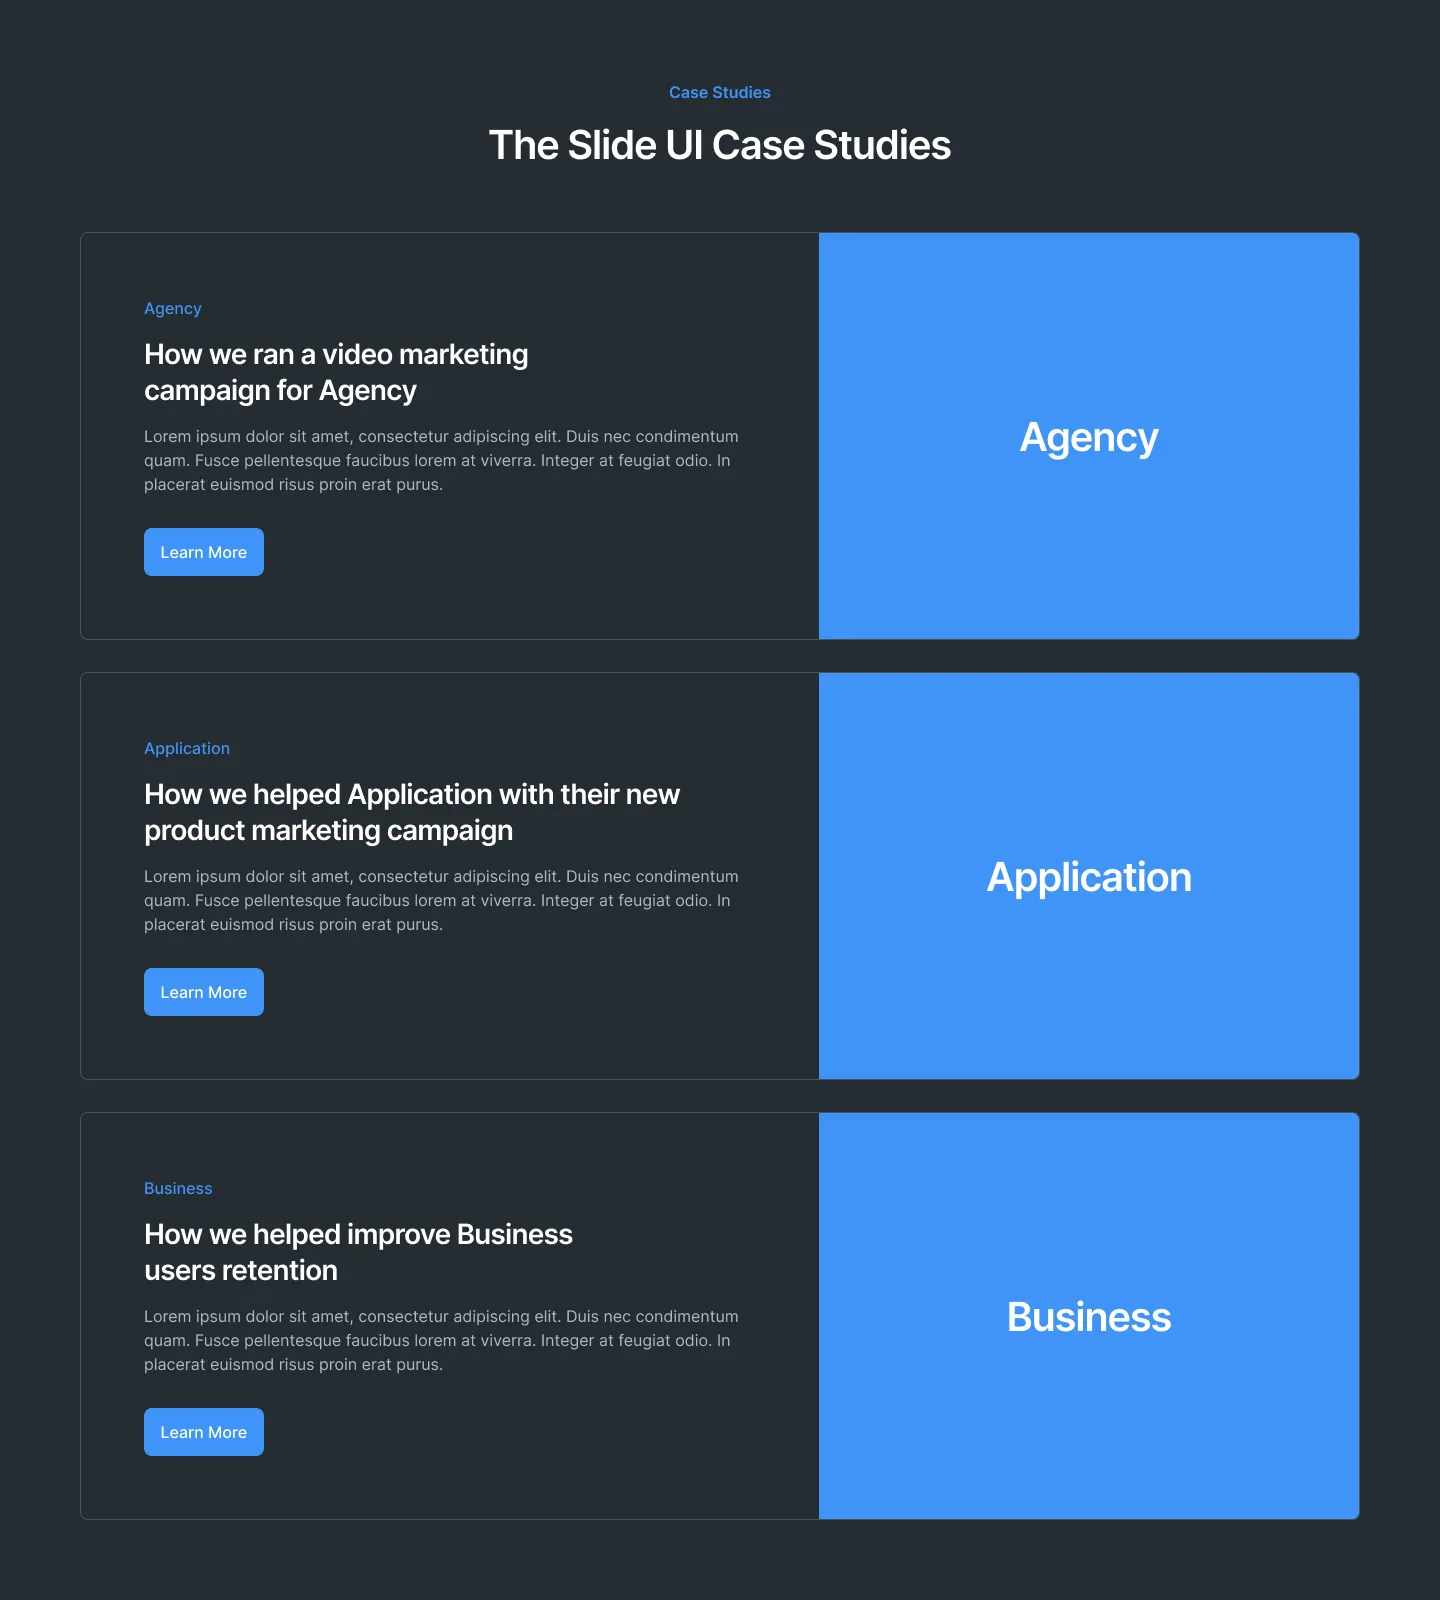 Case Studies
The Slide UI Case Studies
Agency
How we ran a video marketing
campaign for Agency
Lorem ipsum dolor sit amet, consectetur adipiscing elit. Duis nec condimentum
quam. Fusce pellentesque faucibus lorem at viverra. Integer at feugiat odio. In
placerat euismod risus proin erat purus.
Learn More
Agency
Application
How we helped Application with their new
product marketing campaign
Lorem ipsum dolor sit amet, consectetur adipiscing elit. Duis nec condimentum
quam. Fusce pellentesque faucibus lorem at viverra. Integer at feugiat odio. In
placerat euismod risus proin erat purus.
Learn More
Application
Business
How we helped improve Business
users retention
Lorem ipsum dolor sit amet, consectetur adipiscing elit. Duis nec condimentum
quam. Fusce pellentesque faucibus lorem at viverra. Integer at feugiat odio. In
placerat euismod risus proin erat purus.
Learn More
Business